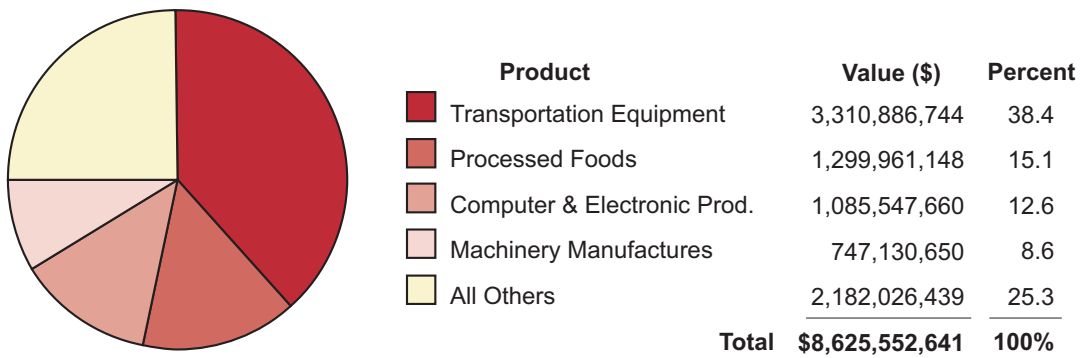 Product Value ($) Percent
Transportation Equipment 3,310,886,744 38.4
Processed Foods 1,299,961,148 15.1
Computer & Electronic Prod. 1,085,547,660 12.6
Machinery Manufactures 747,130,650 8.6
All Others 2,182,026,439 25.3
Total $8,625,552,641 100%